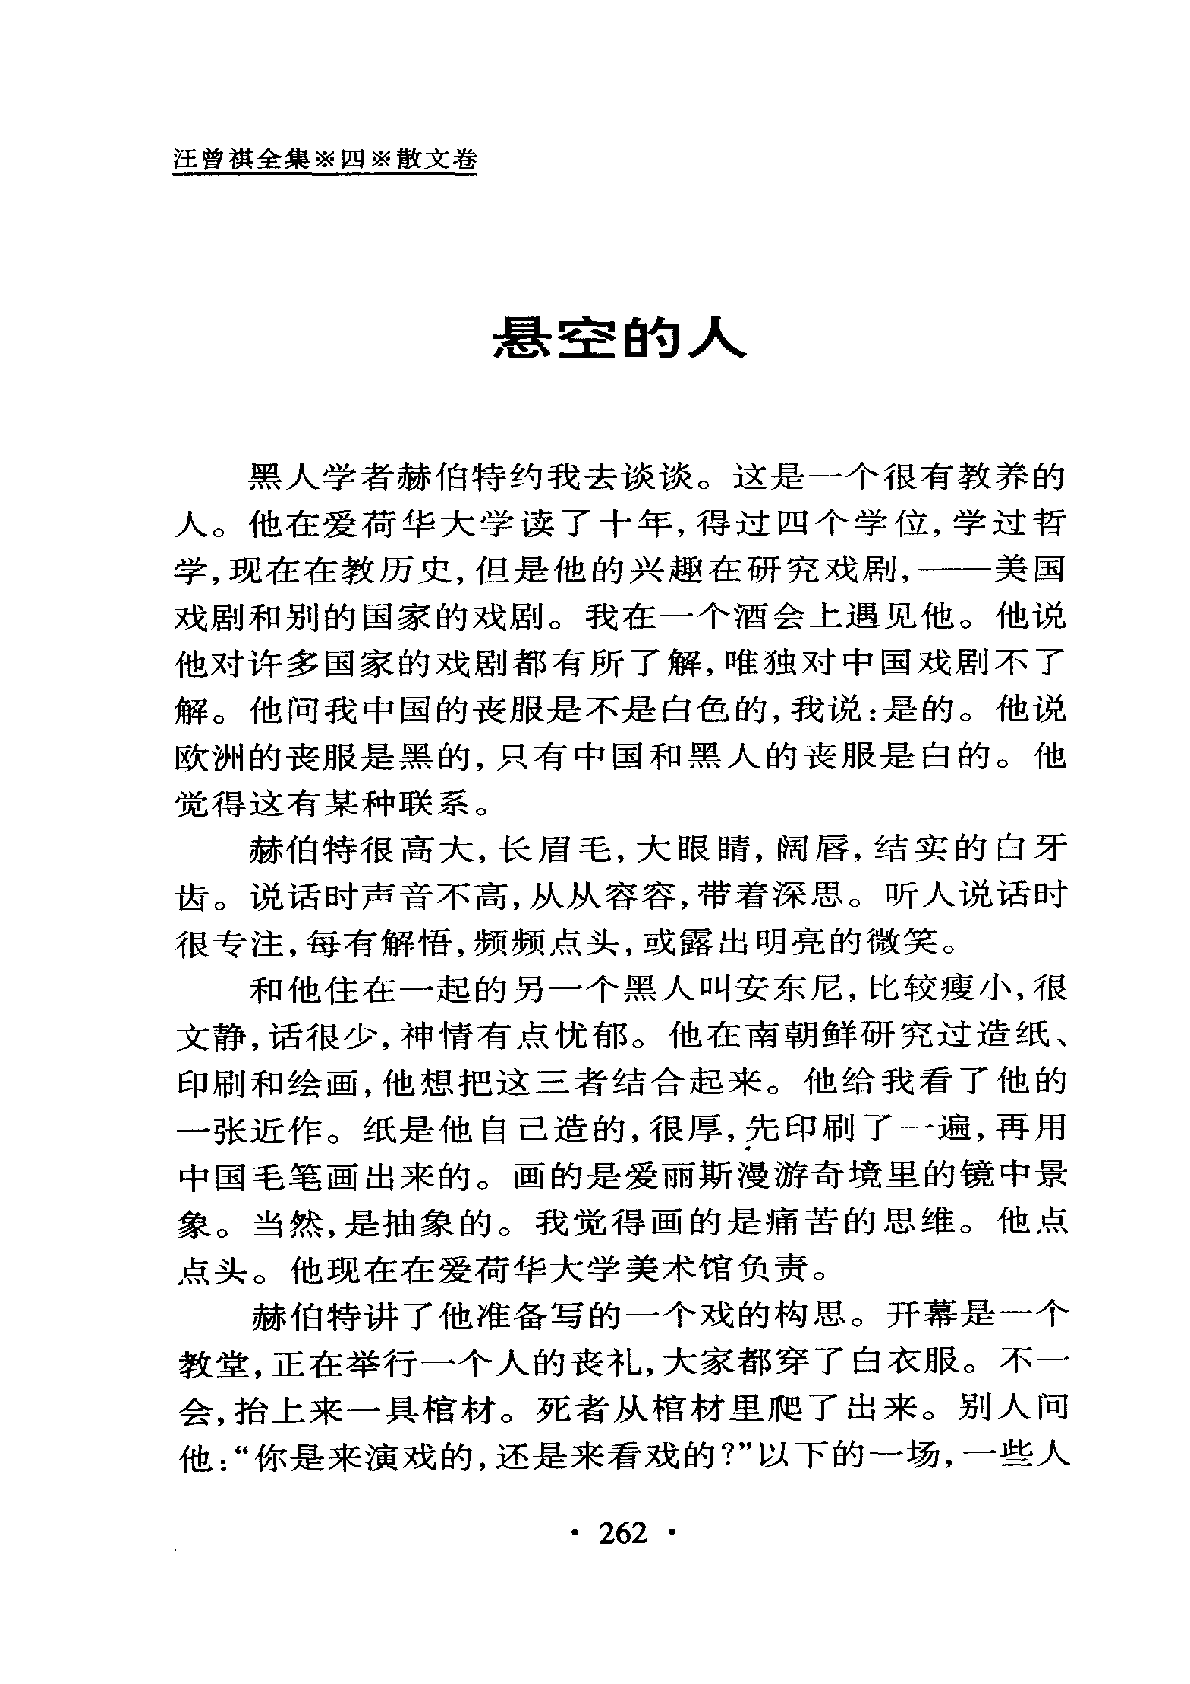 汪曾祺全集※四※散文卷
悬空的人
黑人学者赫伯特约我去谈谈。这是一个很有教养的
人。他在爱荷华大学读了十年,得过四个学位,学过哲
学,现在在教历史,但是他的兴趣在研究戏剧,——美国
戏剧和别的国家的戏剧。我在一个酒会上遇见他。他说
他对许多国家的戏剧都有所了解,唯独对中国戏剧不了
解。他问我中国的丧服是不是白色的,我说:是的。他说
欧洲的丧服是黑的,只有中国和黑人的丧服是白的。他
觉得这有某种联系。
赫伯特很高大,长眉毛,大眼睛,阔唇,结实的白牙
齿。说话时声音不高,从从容容,带着深思。听人说话时
很专注,每有解悟,频频点头,或露出明亮的微笑。
和他住在一起的另一个黑人叫安东尼,比较瘦小,很
文静,话很少,神情有点忧郁。他在南朝鲜研究过造纸、
印刷和绘画,他想把这三者结合起来。他给我看了他的
一张近作。纸是他自己造的,很厚,先印刷了一遍,再用
中国毛笔画出来的。画的是爱丽斯漫游奇境里的镜中景
象。当然,是抽象的。我觉得画的是痛苦的思维。他点
点头。他现在在爱荷华大学美术馆负责。
赫伯特讲了他准备写的一个戏的构思。开幕是一个
教堂,正在举行一个人的丧礼,大家都穿了白衣服。不一
会,抬上来一具棺材。死者从棺材里爬了出来。别人问
他:“你是来演戏的,还是来看戏的?”以下的一场,一些人
· 262 ·